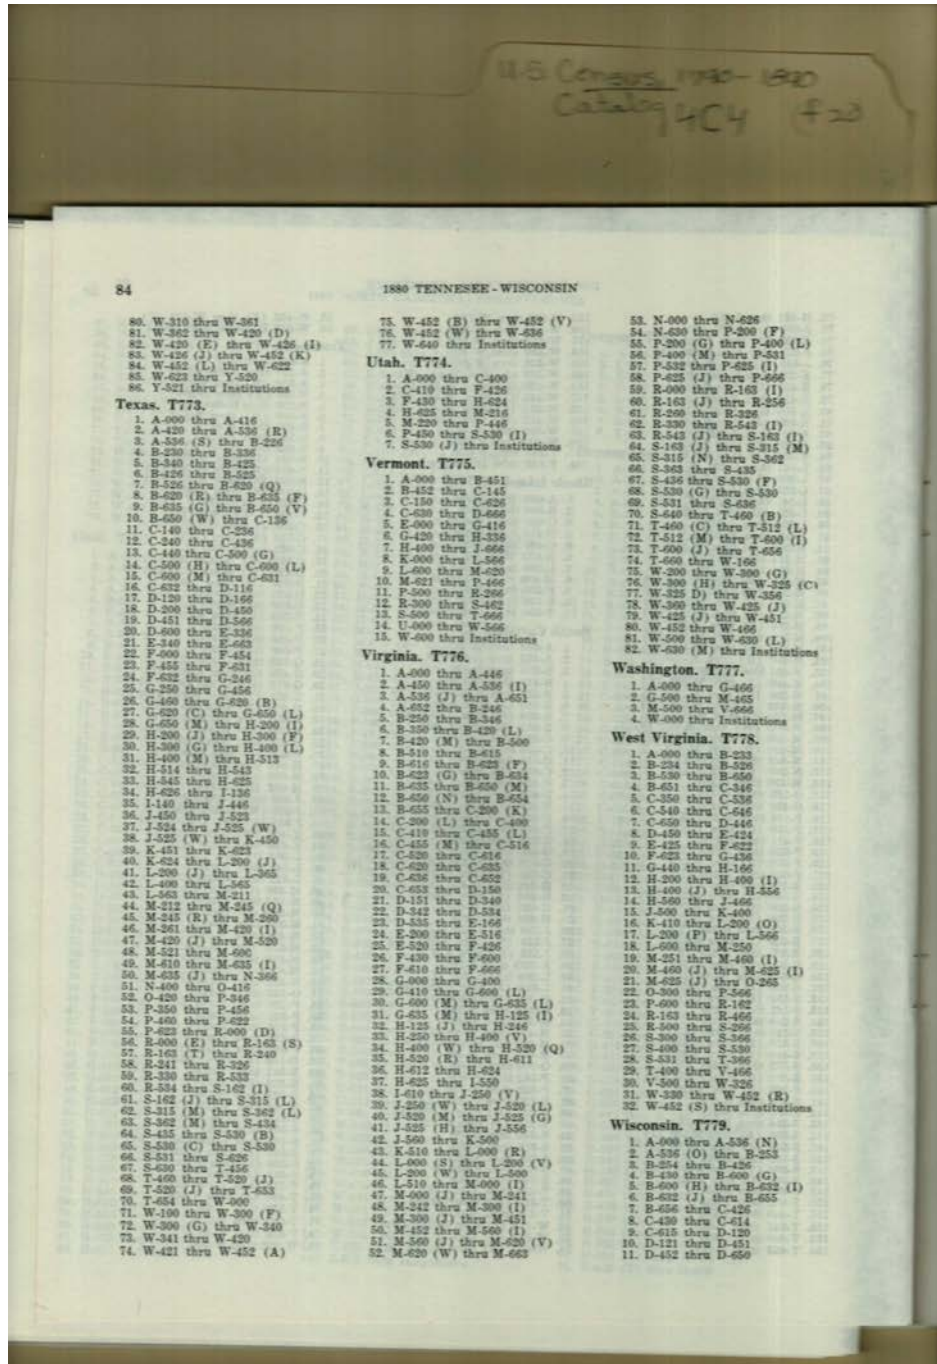 U.S. Census 1790-1890
Catalog 4C4 f 23
84
1880 TENNESEE - WISCONSIN
80. W-310 thru W-361
81. W-362 thru W-420 (D)
82. W-420 (E) thru W-426 (I)
83. W-426 (J) thru W-452 (K)
84. W-452 (L) thru W-622
85. W-623 thru Y-520
86. Y-521 thru Institutions
Texas. T773.
1. A-000 thru A-416
2. A-420 thru A-536 (R)
3. A-536 (S) thru B-226
4. B-230 thru B-336
5. B-340 thru B-425
6. B-426 thru B-525
7. B-526 thru B-620 (Q)
8. B-620 (R) thru B-635 (F)
9. B-635 (G) thru B-650 (V)
10. B-650 (W) thru C-136
11. C-140 thru C-236
12. C-240 thru C-436
13. C-440 thru C-500 (G)
14. C-500 (H) thru C-600 (L)
15. C-600 (M) thru C-631
16. C-632 thru D-116
17. D-120 thru D-166
18. D-200 thru D-450
19. D-451 thru D-566
20. D-600 thru E-336
21. E-340 thru E-663
22. F-000 thru F-454
23. F-455 thru F-631
24. F-632 thru G-246
25. G-250 thru G-456
26. G-460 thru G-620 (B)
27. G-620 (C) thru G-650 (L)
28. G-650 (M) thru H-200 (I)
29. H-200 (J) thru H-300 (F)
30. H-300 (G) thru H-400 (L)
31. H-400 (M) thru H-513
32. H-514 thru H-543
33. H-545 thru H-625
34. H-626 thru I-136
35. I-140 thru J-446
36. J-450 thru J-523
37. J-524 thru J-525 (W)
38. J-525 (W) thru K-450
39. K-451 thru K-623
40. K-624 thru L-200 (J)
41. L-200 (J) thru L-365
42. L-400 thru L-565
43. L-563 thru M-211
44. M-212 thru M-245 (Q)
45. M-245 (R) thru M-260
46. M-261 thru M-420 (I)
47. M-420 (J) thru M-520
48. M-521 thru M-600
49. M-610 thru M-635 (I)
50. M-635 (J) thru N-366
51. N-400 thru O-416
52. O-420 thru P-346
53. P-350 thru P-456
54. P-460 thru P-622
55. P-623 thru R-000 (D)
56. R-000 (E) thru R-163 (S)
57. R-163 (T) thru R-240
58. R-241 thru R-326
59. R-330 thru R-533
60. R-534 thru S-162 (I)
61. S-162 (J) thru S-315 (L)
62. S-315 (M) thru S-362 (L)
63. S-362 (M) thru S-434
64. S-435 thru S-530 (B)
65. S-530 (C) thru S-530
66. S-531 thru S-626
67. S-630 thru T-456
68. T-460 thru T-520 (J)
69. T-520 (J) thru T-653
70. T-654 thru W-000
71. W-100 thru W-300 (F)
72. W-300 (G) thru W-340
73. W-341 thru W-420
74. W-421 thru W-452 (A)
75. W-452 (B) thru W-452 (V)
76. W-452 (W) thru W-636
77. W-640 thru Institutions
Utah. T774.
1. A-000 thru C-400
2. C-410 thru F-426
3. F-430 thru H-624
4. H-625 thru M-216
5. M-220 thru P-446
6. P-450 thru S-530 (I)
7. S-530 (J) thru Institutions
Vermont. T775.
1. A-000 thru B-451
2. B-452 thru C-145
3. C-150 thru C-626
4. C-630 thru D-666
5. E-000 thru G-416
6. G-420 thru H-336
7. H-400 thru J-666
8. K-000 thru L-566
9. L-600 thru M-620
10. M-621 thru P-466
11. P-500 thru R-266
12. R-300 thru S-462
13. S-500 thru T-666
14. U-000 thru W-566
15. W-600 thru Institutions
Virginia. T776.
1. A-000 thru A-446
2. A-450 thru A-536 (I)
3. A-536 (J) thru A-651
4. A-652 thru B-246
5. B-250 thru B-346
6. B-350 thru B-420 (L)
7. B-420 (M) thru B-500
8. B-510 thru B-615
9. B-616 thru B-623 (F)
10. B-623 (G) thru B-634
11. B-635 thru B-650 (M)
12. B-650 (N) thru B-654
13. B-655 thru C-200 (K)
14. C-200 (L) thru C-400
15. C-410 thru C-455 (L)
16. C-455 (M) thru C-516
17. C-520 thru C-616
18. C-620 thru C-635
19. C-636 thru C-652
20. C-653 thru D-150
21. D-151 thru D-340
22. D-342 thru D-534
23. D-535 thru E-166
24. E-200 thru E-516
25. E-520 thru F-426
26. F-430 thru F-600
27. F-610 thru F-666
28. G-000 thru G-400
29. G-410 thru G-600 (L)
30. G-600 (M) thru G-635 (L)
31. G-635 (M) thru H-125 (I)
32. H-125 (J) thru H-246
33. H-250 thru H-400 (V)
34. H-400 (W) thru H-520 (Q)
35. H-520 (R) thru H-611
36. H-612 thru H-624
37. H-625 thru I-550
38. I-610 thru J-250 (V)
39. J-250 (W) thru J-520 (L)
40. J-520 (M) thru J-525 (G)
41. J-525 (H) thru J-556
42. J-560 thru K-500
43. K-510 thru L-000 (R)
44. L-000 (S) thru L-200 (V)
45. L-200 (W) thru L-500
46. L-510 thru M-000 (I)
47. M-000 (J) thru M-241
48. M-242 thru M-300 (I)
49. M-300 (J) thru M-451
50. M-452 thru M-560 (I)
51. M-560 (J) thru M-620 (V)
52. M-620 (W) thru M-663
53. N-000 thru N-626
54. N-630 thru P-200 (F)
55. P-200 (G) thru P-400 (L)
56. P-400 (M) thru P-531
57. P-532 thru P-625 (I)
58. P-625 (J) thru P-666
59. R-000 thru R-163 (I)
60. R-163 (J) thru R-256
61. R-260 thru R-326
62. R-330 thru R-543 (I)
63. R-543 (J) thru S-163 (I)
64. S-163 (J) thru S-315 (M)
65. S-315 (N) thru S-362
66. S-363 thru S-435
67. S-436 thru S-530 (F)
68. S-530 (G) thru S-530
69. S-531 thru S-636
70. S-640 thru T-460 (B)
71. T-460 (C) thru T-512 (L)
72. T-512 (M) thru T-600 (I)
73. T-600 (J) thru T-656
74. T-660 thru W-166
75. W-200 thru W-300 (G)
76. W-300 (H) thru W-325 (C)
77. W-325 D) thru W-356
78. W-360 thru W-425 (J)
79. W-425 (J) thru W-451
80. W-452 thru W-466
81. W-500 thru W-630 (L)
82. W-630 (M) thru Institutions
Washington. T777.
1. A-000 thru G-466
2. G-500 thru M-465
3. M-500 thru V-666
4. W-000 thru Institutions
West Virginia. T778.
1. A-000 thru B-233
2. B-234 thru B-526
3. B-530 thru B-650
4. B-651 thru C-346
5. C-350 thru C-536
6. C-540 thru C-646
7. C-650 thru D-446
8. D-450 thru E-424
9. E-425 thru F-622
10. F-623 thru G-436
11. G-440 thru H-166
12. H-200 thru H-400 (I)
13. H-400 (J) thru H-556
14. H-560 thru J-466
15. J-500 thru K-400
16. K-410 thru L-200 (O)
17. L-200 (P) thru L-566
18. L-600 thru M-250
19. M-251 thru M-460 (I)
20. M-460 (J) thru M-625 (I)
21. M-625 (J) thru O-265
22. O-300 thru P-566
23. P-600 thru R-162
24. R-163 thru R-466
25. R-500 thru S-266
26. S-300 thru S-366
27. S-400 thru S-530
28. S-531 thru T-366
29. T-400 thru V-466
30. V-500 thru W-326
31. W-330 thru W-452 (R)
32. W-452 (S) thru Institutions
Wisconsin. T779.
1. A-000 thru A-536 (N)
2. A-536 (O) thru B-253
3. B-254 thru B-426
4. B-430 thru B-600 (G)
5. B-600 (H) thru B-632 (I)
6. B-632 (J) thru B-655
7. B-656 thru C-426
8. C-430 thru C-614
9. C-615 thru D-120
10. D-121 thru D-451
11. D-452 thru D-650